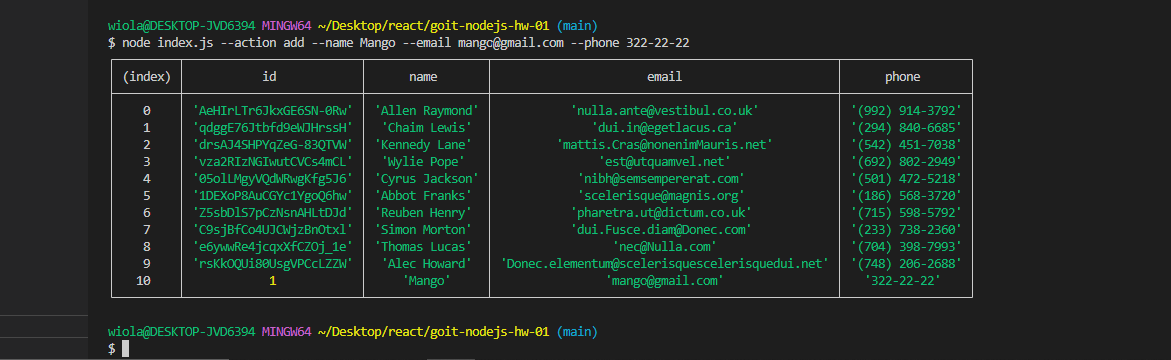 wiola@DESKTOP-JVD6394 MINGW64 ~/Desktop/react/goit-nodejs-hw-01 (main)
$ node index.js --action add --name Mango --email mango@gmail.com --phone 322-22-22
(index) id name email phone
0 'AeHIrLTr6JkxGE6SN-0Rw' 'Allen Raymond' 'nulla.ante@vestibul.co.uk' '(992) 914-3792'
1 'qdggE76Jtbfd9eWJHrssH' 'Chaim Lewis' 'dui.in@egetlacus.ca' '(294) 840-6685'
2 'drsAJ4SHPYqZeG-83QTVW' 'Kennedy Lane' 'mattis.Cras@nonenimMauris.net' '(542) 451-7038'
3 'vza2RIzNGIwutCVCs4mCL' 'Wylie Pope' 'est@utquamvel.net' '(692) 802-2949'
4 '05olLMgyVQdWRwgKfg5J6' 'Cyrus Jackson' 'nibh@semsempererat.com' '(501) 472-5218'
5 '1DEXoP8AuCGYc1YgoQ6hw' 'Abbot Franks' 'scelerisque@magnis.org' '(186) 568-3720'
6 'Z5sbDlS7pCzNsnAHLtDJd' 'Reuben Henry' 'pharetra.ut@dictum.co.uk' '(715) 598-5792'
7 'C9sjBfCo4UJCWjzBnOtxl' 'Simon Morton' 'dui.Fusce.diam@Donec.com' '(233) 738-2360'
8 'e6ywwRe4jcqxXfCZOj_1e' 'Thomas Lucas' 'nec@Nulla.com' '(704) 398-7993'
9 'rsKkOQUi80UsgVPCcLZZW' 'Alec Howard' 'Donec.elementum@scelerisquescelerisquedui.net' '(748) 206-2688'
10 1 'Mango' 'mango@gmail.com' '322-22-22'
wiola@DESKTOP-JVD6394 MINGW64 ~/Desktop/react/goit-nodejs-hw-01 (main)
$